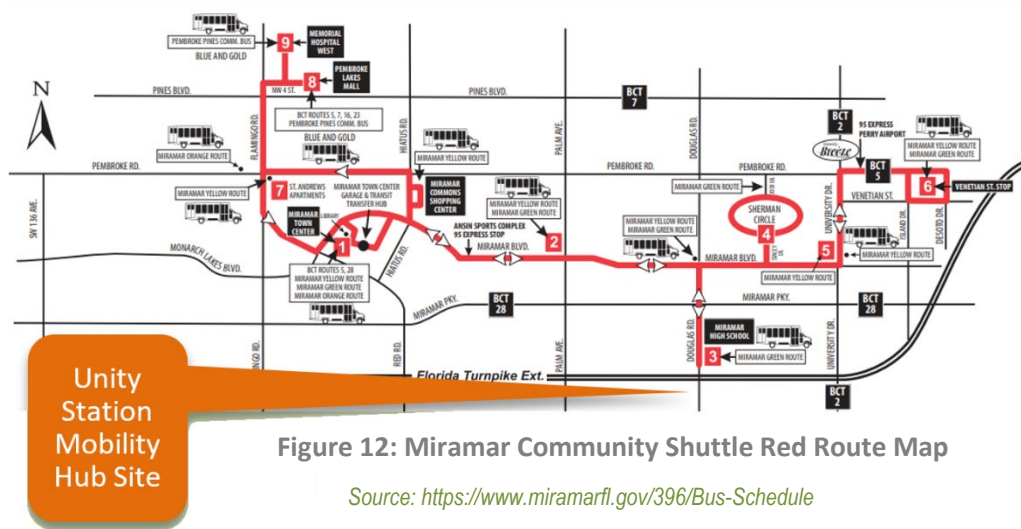 PEMBROKE PINES COMM. BUS
BLUE AND GOLD
9
MEMORIAL
HOSPITAL
WEST
8
PEMBROKE
LAKES
MALL
NW 4 ST.
N
PINES BLVD.
PINES BLVD.
BCT
7
BCT ROUTES 5, 7, 16, 23
PEMBROKE PINES COMM. BUS
BLUE AND GOLD
FLAMINGO RD.
HIATUS RD.
PALM AVE.
DOUGLAS RD.
BCT
2
95 EXPRESS
PERRY AIRPORT
Breeze
MIRAMAR YELLOW ROUTE
MIRAMAR GREEN ROUTE
MIRAMAR ORANGE ROUTE
MIRAMAR YELLOW ROUTE
PEMBROKE RD.
PEMBROKE RD.
PEMBROKE RD.
BCT
5
MIRAMAR YELLOW ROUTE
7
ST. ANDREWS
APARTMENTS
MIRAMAR TOWN CENTER
GARAGE & TRANSIT
TRANSFER HUB
MIRAMAR
COMMONS
SHOPPING
CENTER
MIRAMAR GREEN ROUTE
VENETIAN ST.
6
VENETIAN ST. STOP
SW 136 AVE.
MIRAMAR
TOWN
CENTER
LIBRARY
1
MIRAMAR YELLOW ROUTE
MIRAMAR GREEN ROUTE
2
SHERMAN
CIRCLE
4
UNIVERSITY DR.
ISLAND DR.
DESOTO DR.
MONARCH LAKES BLVD.
HIATUS RD.
ANSIN SPORTS COMPLEX
95 EXPRESS STOP
MIRAMAR BLVD.
MIRAMAR YELLOW ROUTE
MIRAMAR GREEN ROUTE
MIRAMAR BLVD.
5
MIRAMAR YELLOW ROUTE
MIRAMAR YELLOW ROUTE
BCT ROUTES 5, 28
MIRAMAR YELLOW ROUTE
MIRAMAR GREEN ROUTE
MIRAMAR ORANGE ROUTE
MIRAMAR PKY.
BCT
28
MIRAMAR PKY.
BCT
28
RED RD.
PALM AVE.
DOUGLAS RD.
MIRAMAR
HIGH SCHOOL
3
MIRAMAR GREEN ROUTE
UNIVERSITY DR.
BCT
2
Florida Turnpike Ext.
Unity
Station
Mobility
Hub Site
Figure 12: Miramar Community Shuttle Red Route Map
Source: https://www.miramarfl.gov/396/Bus-Schedule